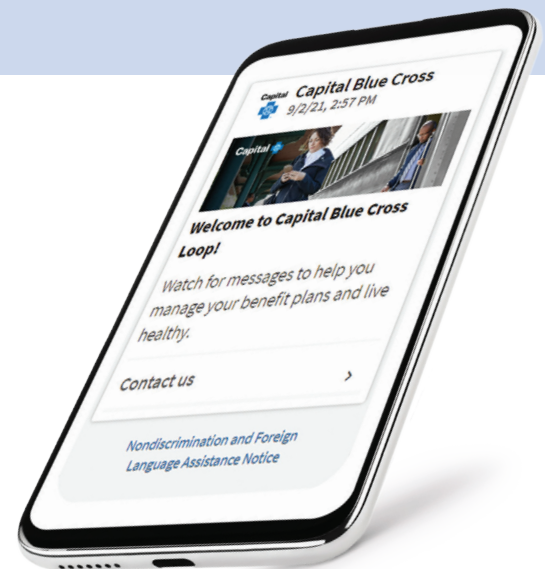 Capital
Capital Blue Cross
9/2/21, 2:57 PM
Capital
Welcome to Capital Blue Cross
Loop!
Watch for messages to help you
manage your benefit plans and live
healthy.
Contact us
Nondiscrimination and Foreign
Language Assistance Notice